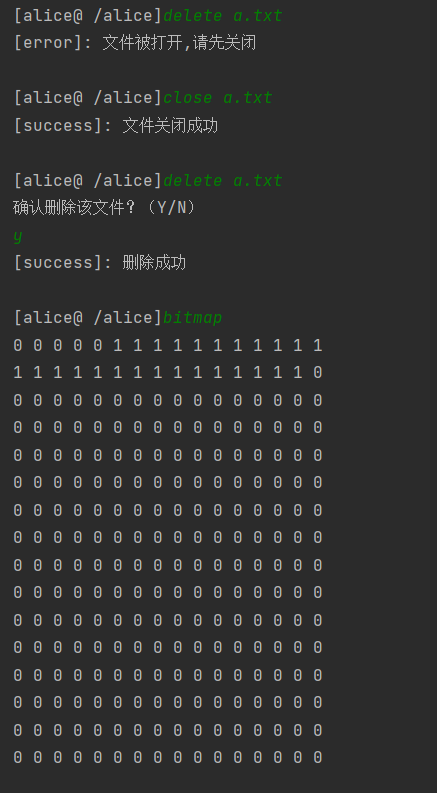 [alice@ /alice]delete a.txt
[error]: 文件被打开,请先关闭
[alice@ /alice]close a.txt
[success]: 文件关闭成功
[alice@ /alice]delete a.txt
确认删除该文件？（Y/N）
y
[success]: 删除成功
[alice@ /alice]bitmap
0 0 0 0 0 1 1 1 1 1 1 1 1 1 1 1
1 1 1 1 1 1 1 1 1 1 1 1 1 1 1 0
0 0 0 0 0 0 0 0 0 0 0 0 0 0 0 0
0 0 0 0 0 0 0 0 0 0 0 0 0 0 0 0
0 0 0 0 0 0 0 0 0 0 0 0 0 0 0 0
0 0 0 0 0 0 0 0 0 0 0 0 0 0 0 0
0 0 0 0 0 0 0 0 0 0 0 0 0 0 0 0
0 0 0 0 0 0 0 0 0 0 0 0 0 0 0 0
0 0 0 0 0 0 0 0 0 0 0 0 0 0 0 0
0 0 0 0 0 0 0 0 0 0 0 0 0 0 0 0
0 0 0 0 0 0 0 0 0 0 0 0 0 0 0 0
0 0 0 0 0 0 0 0 0 0 0 0 0 0 0 0
0 0 0 0 0 0 0 0 0 0 0 0 0 0 0 0
0 0 0 0 0 0 0 0 0 0 0 0 0 0 0 0
0 0 0 0 0 0 0 0 0 0 0 0 0 0 0 0
0 0 0 0 0 0 0 0 0 0 0 0 0 0 0 0